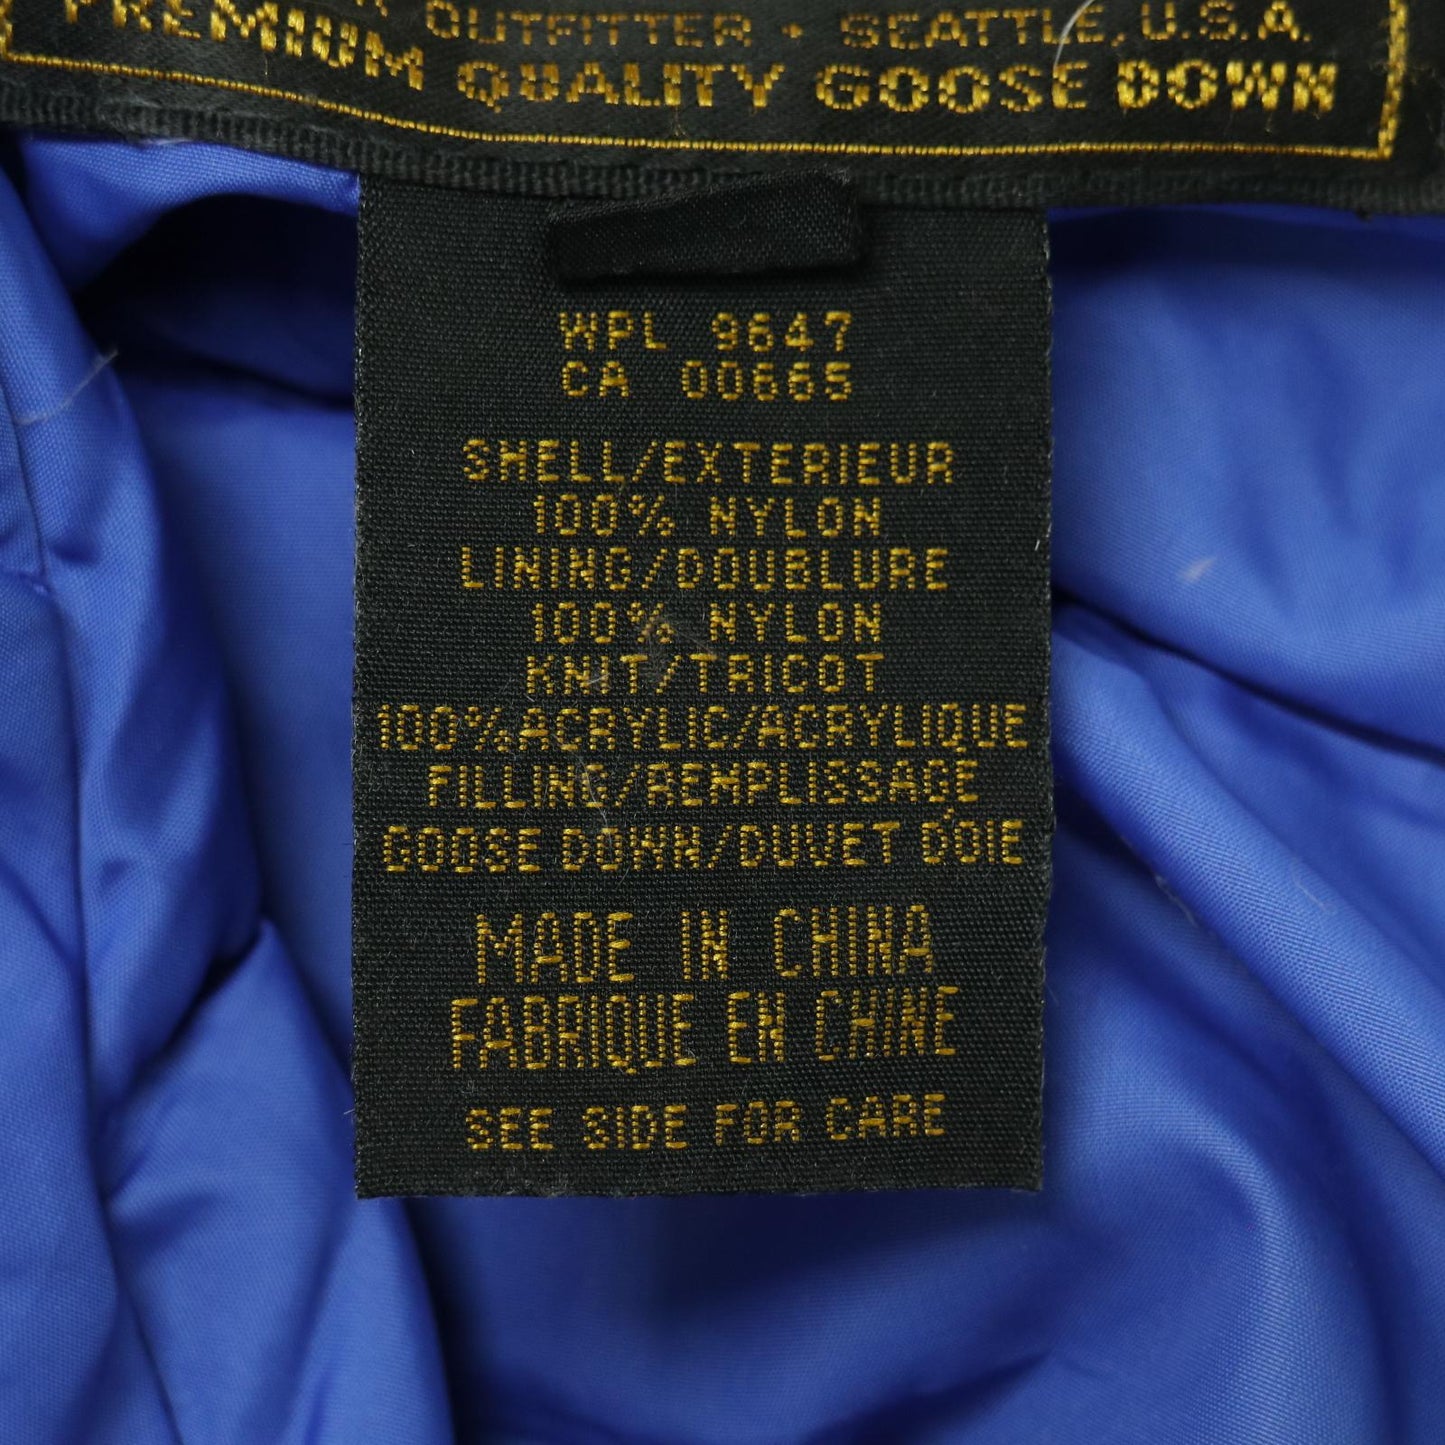 OUTFITTER • SEATTLE, U.S.A.
PREMIUM QUALITY GOOSE DOWN
WPL 9647
CA 00665
SHELL/EXTERIEUR
100% NYLON
LINING/DOUBLURE
100% NYLON
KNIT/TRICOT
100% ACRYLIC/ACRYLIQUE
FILLING/REMPLISSAGE
GOOSE DOWN/DUVET D'OIE
MADE IN CHINA
FABRIQUE EN CHINE
SEE SIDE FOR CARE